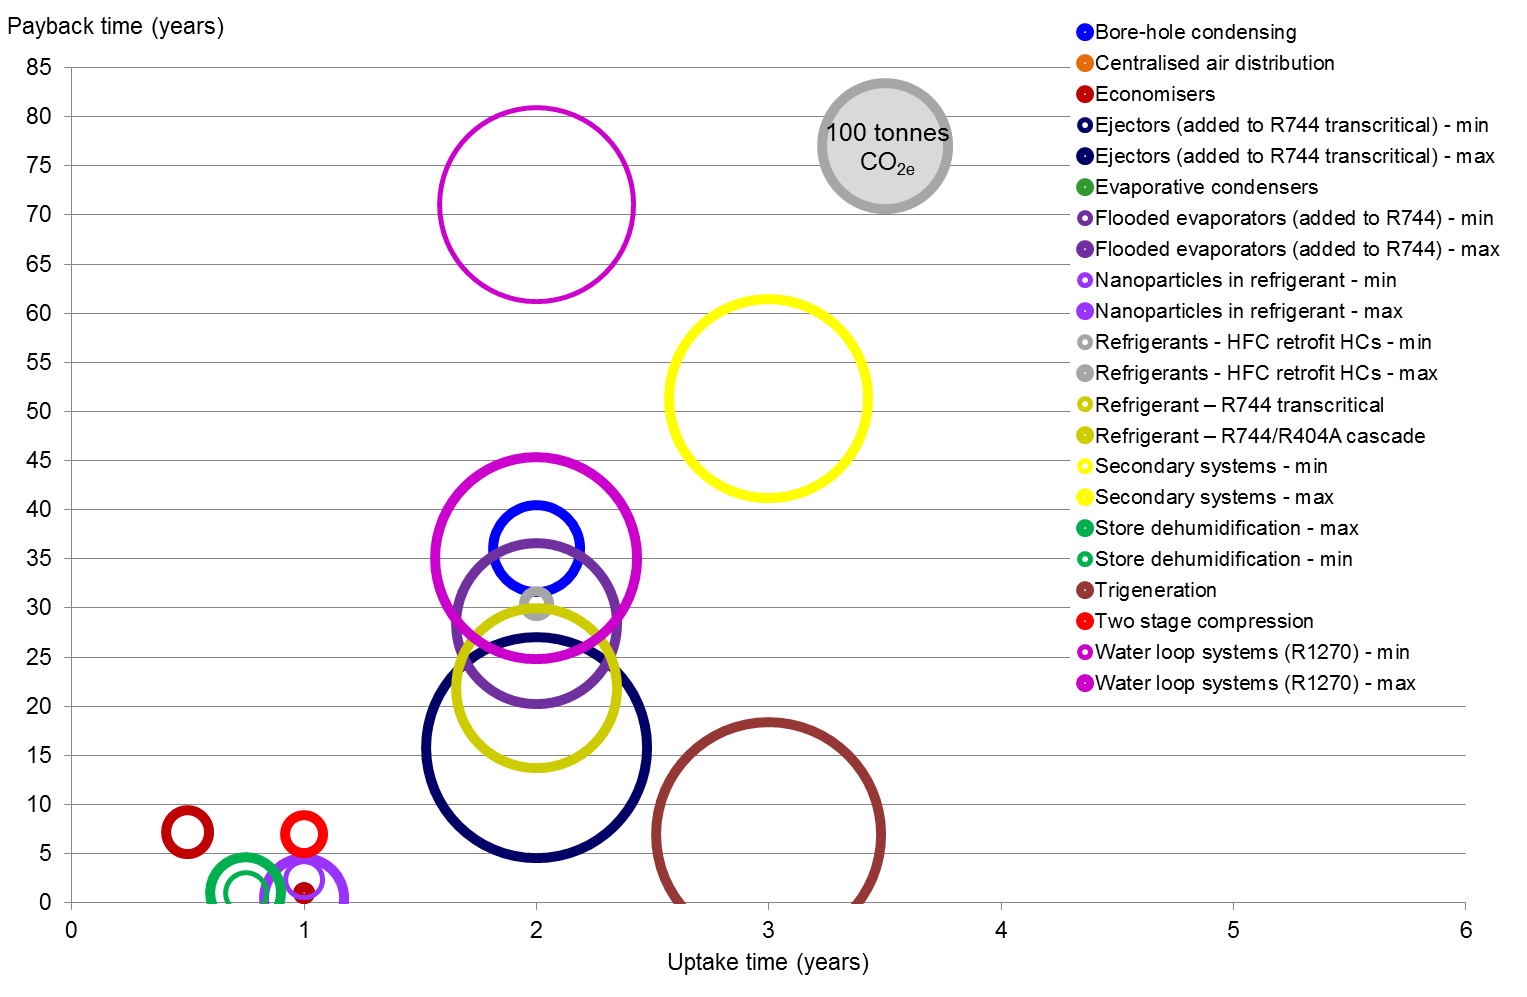 Payback time (years)
85
80
75
70
65
60
55
50
45
40
35
30
25
20
15
10
5
0
0 1 2 3 4 5 6
Uptake time (years)
100 tonnes
CO2e
Bore-hole condensing
Centralised air distribution
Economisers
Ejectors (added to R744 transcritical) - min
Ejectors (added to R744 transcritical) - max
Evaporative condensers
Flooded evaporators (added to R744) - min
Flooded evaporators (added to R744) - max
Nanoparticles in refrigerant - min
Nanoparticles in refrigerant - max
Refrigerants - HFC retrofit HCs - min
Refrigerants - HFC retrofit HCs - max
Refrigerant – R744 transcritical
Refrigerant – R744/R404A cascade
Secondary systems - min
Secondary systems - max
Store dehumidification - max
Store dehumidification - min
Trigeneration
Two stage compression
Water loop systems (R1270) - min
Water loop systems (R1270) - max